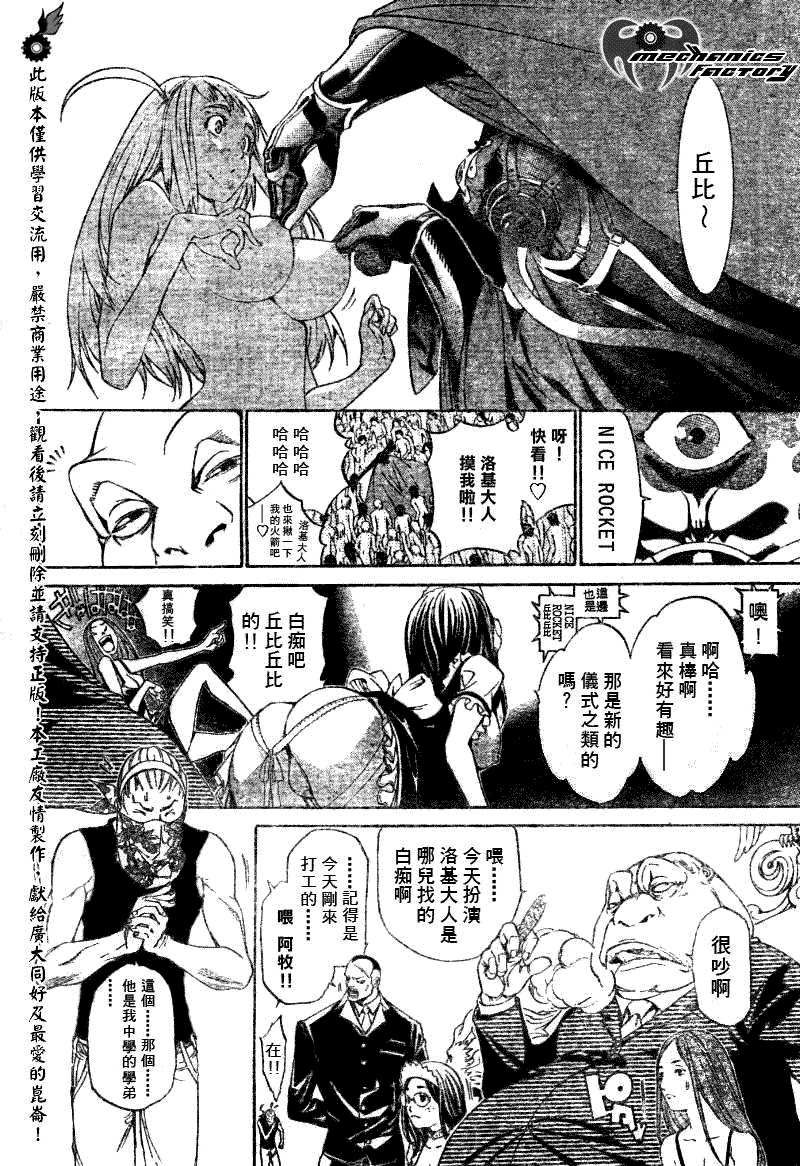 mechanics
Factory
丘比～
NICE ROCKET
呀！
快看!!♡
洛基大人
摸我啦!!
哈哈哈
哈哈哈
洛基大人
也來揪一下
我的火箭吧
──♡
噢！
這邊
也是
NICE
ROCKET
丘比丘比
啊哈……
真棒啊
看來好有趣──
那是新的
儀式之類的
嗎？
白痴吧
丘比丘比
的!!
真搞笑!!
很吵啊
喂……
今天扮演
洛基大人是
哪兒找的
白痴啊
……記得是
今天剛來
打工的……
喂 阿牧!!
在!!
這個……那個……
他是我中學的學弟
……
此版本僅供學習交流用，嚴禁商業用途，觀看後請立刻刪除並請支持正版！本工廠友情製作，獻給廣大同好及最愛的崑崙！